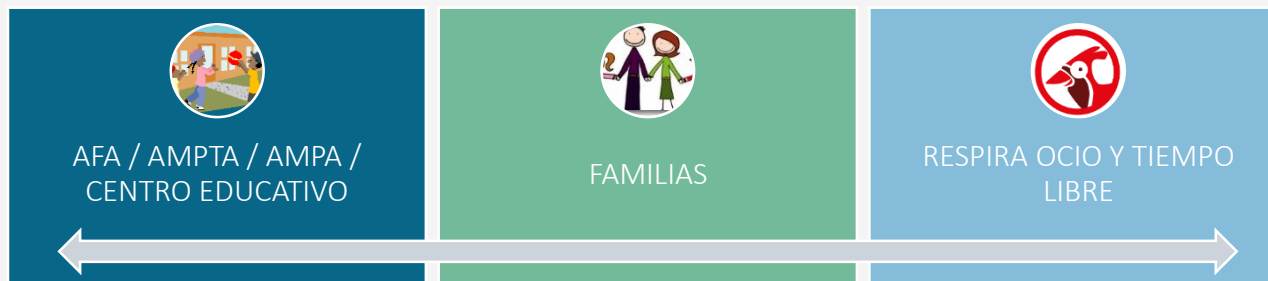 AFA / AMPTA / AMPA /
CENTRO EDUCATIVO
FAMILIAS
RESPIRA OCIO Y TIEMPO
LIBRE